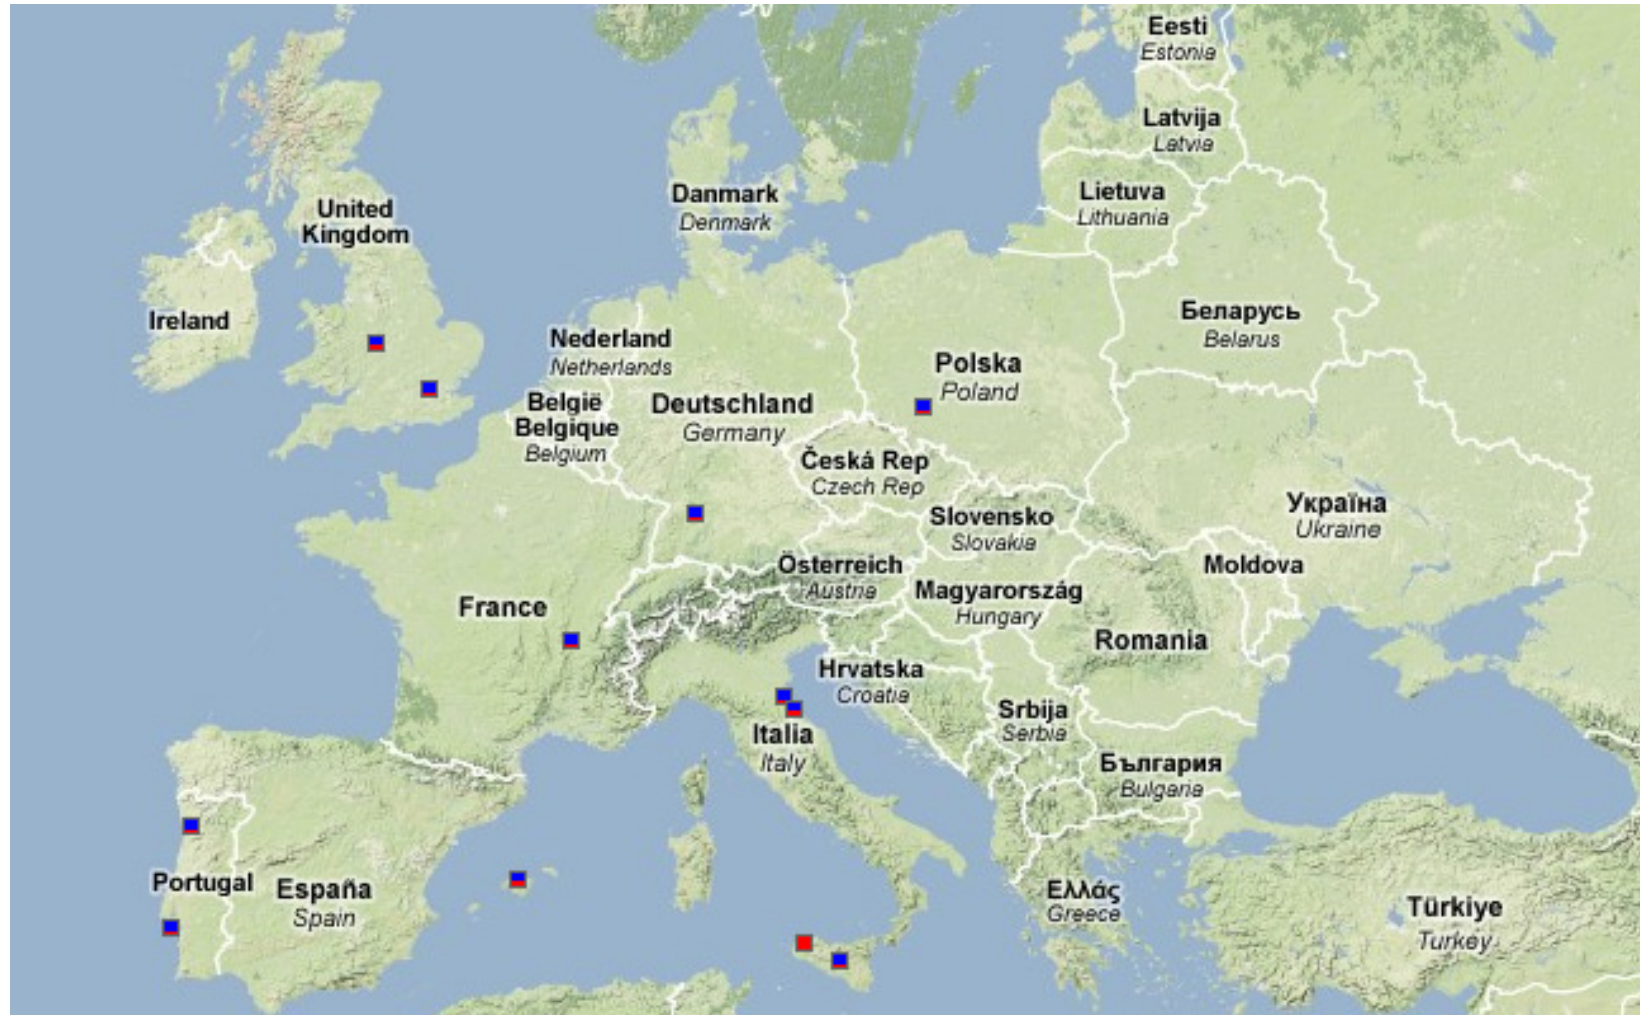 Eesti
Estonia
Latvija
Latvia
Lietuva
Lithuania
Danmark
Denmark
United
Kingdom
Ireland
Беларусь
Belarus
Nederland
Netherlands
Polska
Poland
België
Belgique
Belgium
Deutschland
Germany
Česká Rep
Czech Rep
Slovensko
Slovakia
Україна
Ukraine
Österreich
Austria
Moldova
Magyarország
Hungary
France
Romania
Hrvatska
Croatia
Srbija
Serbia
Italia
Italy
България
Bulgaria
Portugal
España
Spain
Ελλάς
Greece
Türkiye
Turkey